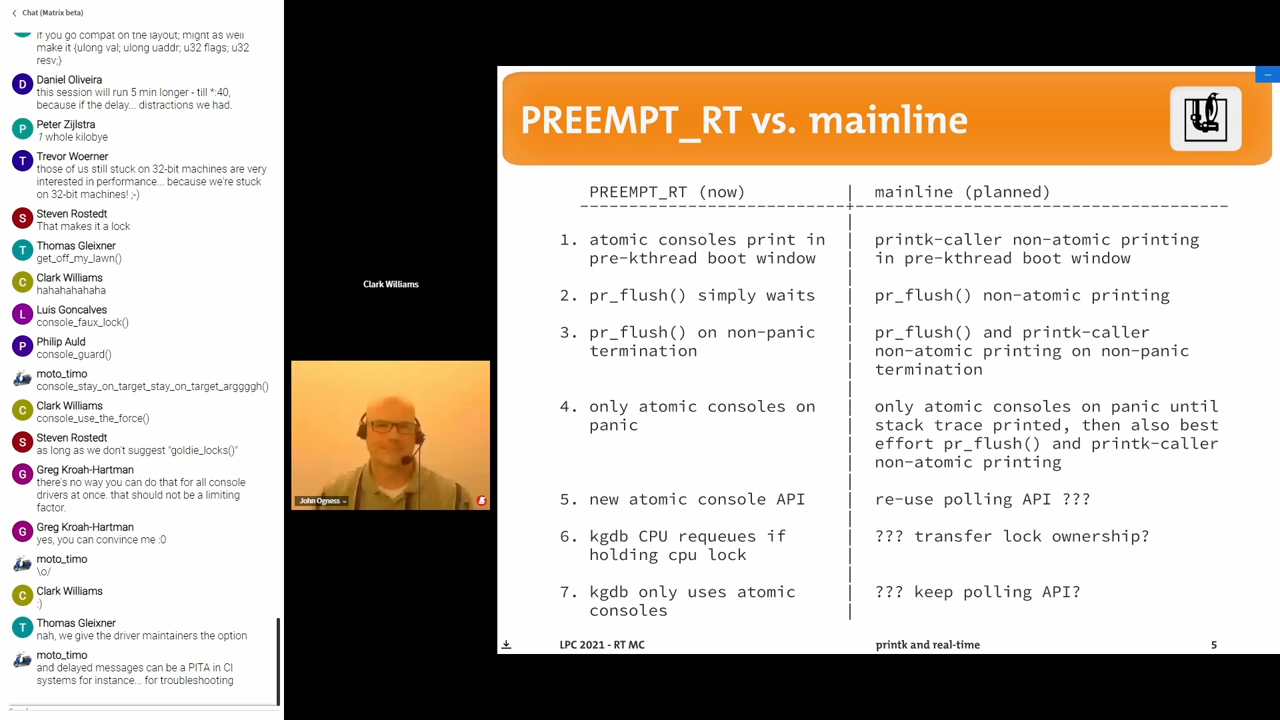 Chat (Matrix beta)
if you go compat on the layout; might as well
make it {ulong val; ulong uaddr; u32 flags; u32
resv;}
D
Daniel Oliveira
this session will run 5 min longer - till *:40,
because if the delay... distractions we had.
P
Peter Zijlstra
1 whole kilobye
T
Trevor Woerner
those of us still stuck on 32-bit machines are very
interested in performance... because we're stuck
on 32-bit machines! ;-)
S
Steven Rostedt
That makes it a lock
T
Thomas Gleixner
get_off_my_lawn()
C
Clark Williams
hahahahahaha
L
Luis Goncalves
console_faux_lock()
P
Philip Auld
console_guard()
moto_timo
console_stay_on_target_stay_on_target_arggggh()
C
Clark Williams
console_use_the_force()
S
Steven Rostedt
as long as we don't suggest "goldie_locks()"
G
Greg Kroah-Hartman
there's no way you can do that for all console
drivers at once. that should not be a limiting
factor.
G
Greg Kroah-Hartman
yes, you can convince me :0
moto_timo
\o/
C
Clark Williams
:)
T
Thomas Gleixner
nah, we give the driver maintainers the option
moto_timo
and delayed messages can be a PITA in CI
systems for instance... for troubleshooting
Clark Williams
John Ogness
PREEMPT_RT vs. mainline
PREEMPT_RT (now) | mainline (planned)
1. atomic consoles print in | printk-caller non-atomic printing
pre-kthread boot window | in pre-kthread boot window
2. pr_flush() simply waits | pr_flush() non-atomic printing
3. pr_flush() on non-panic | pr_flush() and printk-caller
termination | non-atomic printing on non-panic
termination
4. only atomic consoles on | only atomic consoles on panic until
panic | stack trace printed, then also best
effort pr_flush() and printk-caller
non-atomic printing
5. new atomic console API | re-use polling API ???
6. kgdb CPU requeues if | ??? transfer lock ownership?
holding cpu lock
7. kgdb only uses atomic | ??? keep polling API?
consoles
LPC 2021 - RT MC printk and real-time 5